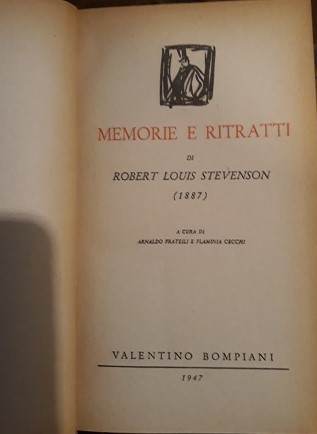 MEMORIE E RITRATTI
DI
ROBERT LOUIS STEVENSON
(1887)
A CURA DI
ARNALDO FRATEILI E FLAMINIA CECCHI
VALENTINO BOMPIANI
1947